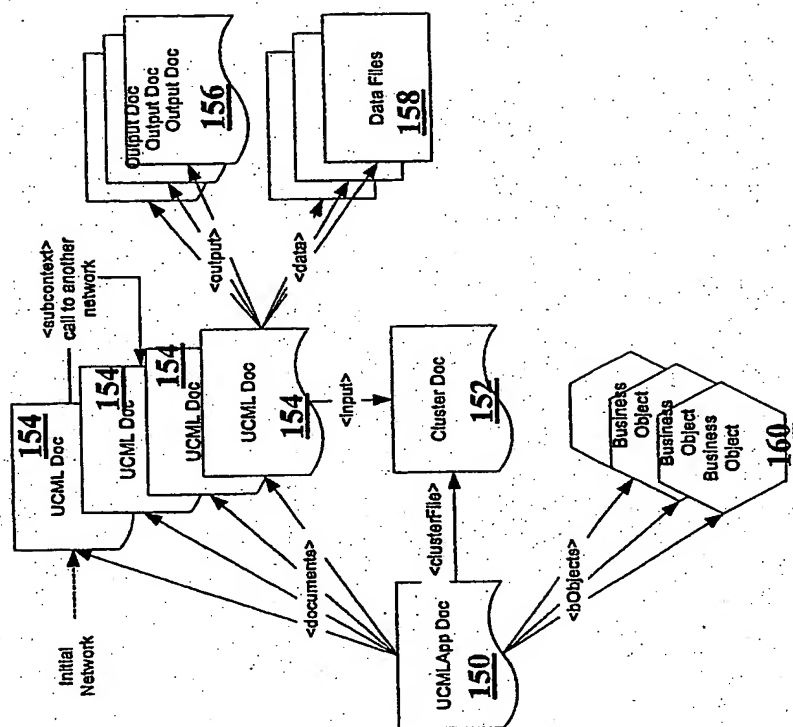 Initial
Network
154
UCML Doc
154
UCML Doc
154
UCML Doc
UCML Doc
154
<subcontext>
call to another
network
<output>
<data>
Output Doc
Output Doc
Output Doc
156
Data Files
158
<documents>
<input>
UCMLApp Doc
150
<clusterFile>
Cluster Doc
152
<bObjects>
Business
Object
Business
Object
Business
Object
160